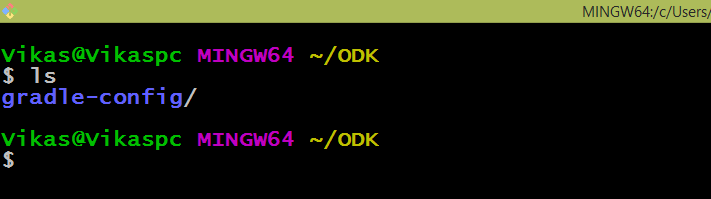 MINGW64:/c/Users/
Vikas@Vikaspc MINGW64 ~/ODK
$ ls
gradle-config/
Vikas@Vikaspc MINGW64 ~/ODK
$